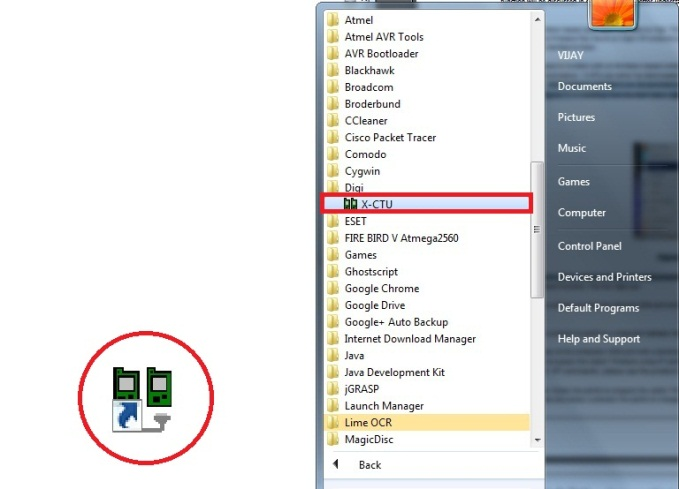 Atmel
Atmel AVR Tools
AVR Bootloader
Blackhawk
Broadcom
Broderbund
CCleaner
Cisco Packet Tracer
Comodo
Cygwin
Digi
X-CTU
ESET
FIRE BIRD V Atmega2560
Games
Ghostscript
Google Chrome
Google Drive
Google+ Auto Backup
Internet Download Manager
Java
Java Development Kit
jGRASP
Launch Manager
Lime OCR
MagicDisc
Back
VIJAY
Documents
Pictures
Music
Games
Computer
Control Panel
Devices and Printers
Default Programs
Help and Support